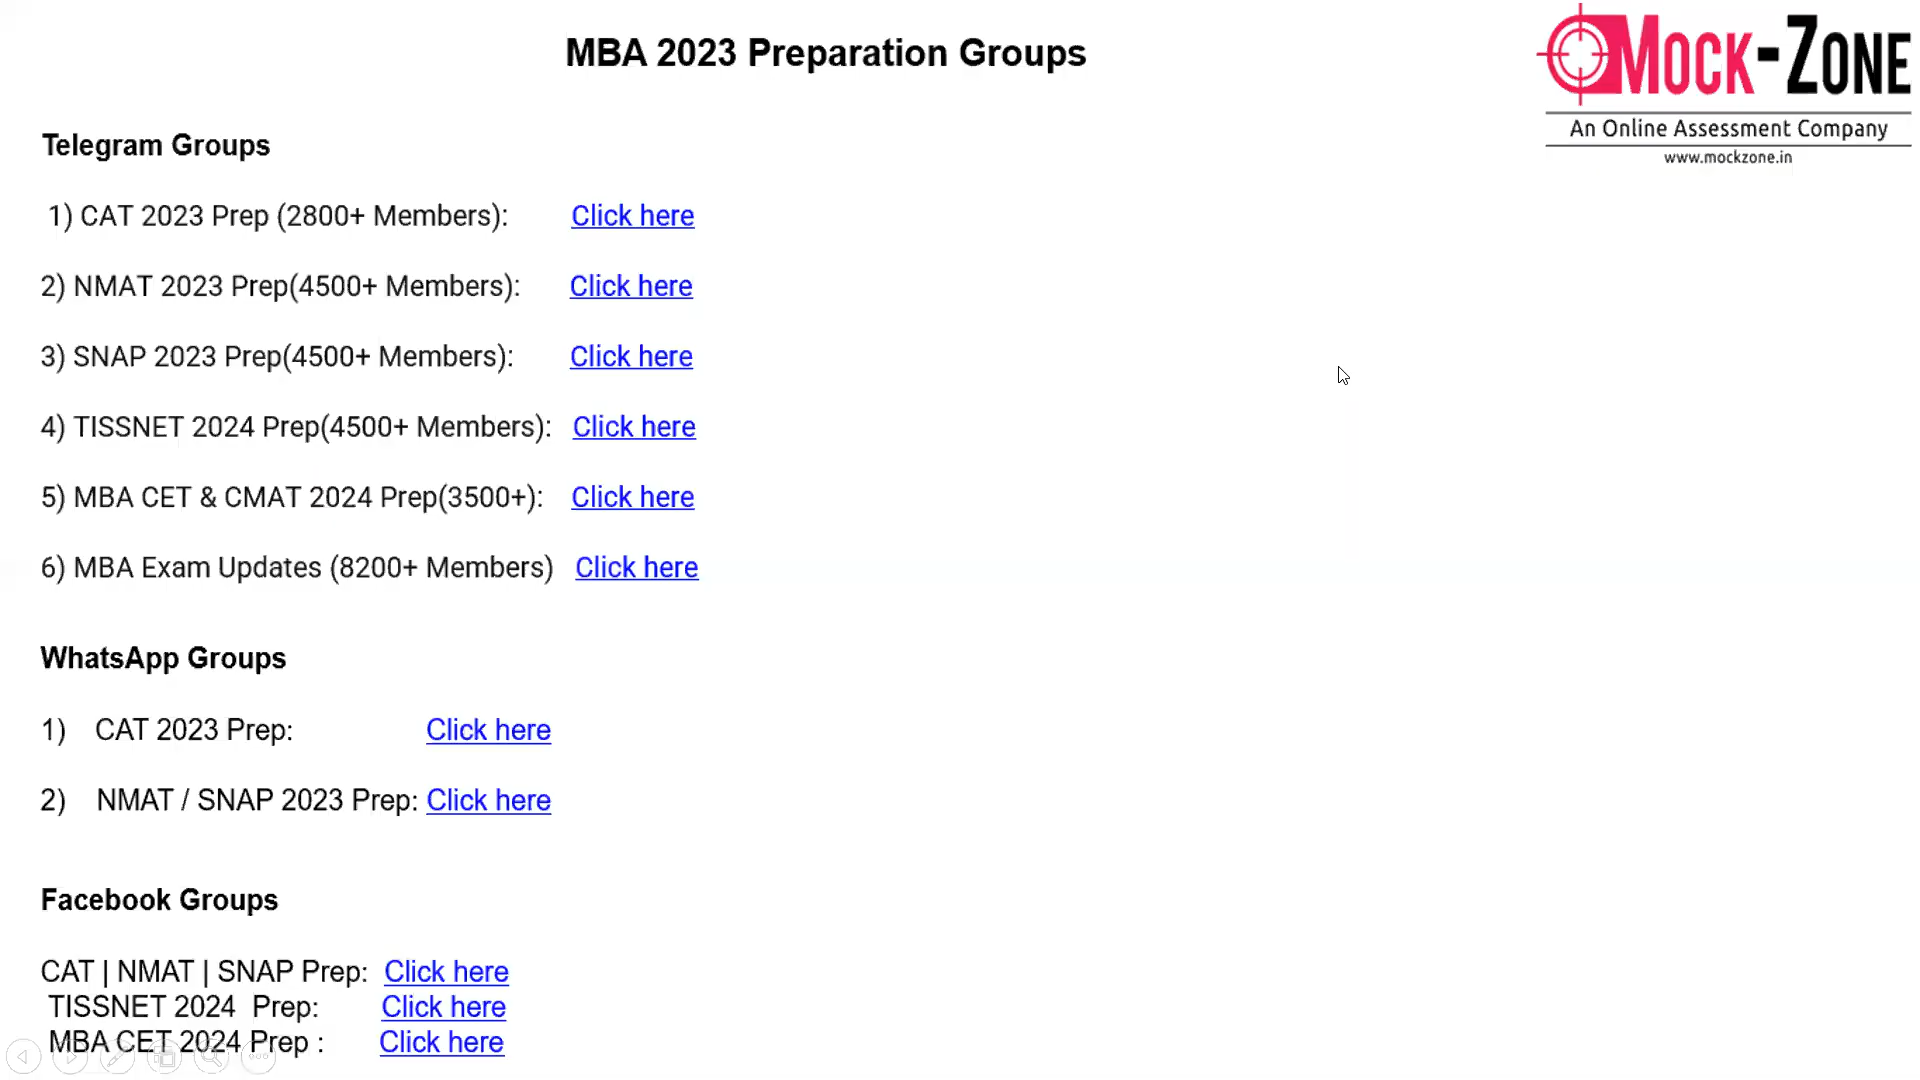 MBA 2023 Preparation Groups
MOCK-ZONE
An Online Assessment Company
www.mockzone.in
Telegram Groups
1) CAT 2023 Prep (2800+ Members): Click here
2) NMAT 2023 Prep(4500+ Members): Click here
3) SNAP 2023 Prep(4500+ Members): Click here
4) TISSNET 2024 Prep(4500+ Members): Click here
5) MBA CET & CMAT 2024 Prep(3500+): Click here
6) MBA Exam Updates (8200+ Members) Click here
WhatsApp Groups
1) CAT 2023 Prep: Click here
2) NMAT / SNAP 2023 Prep: Click here
Facebook Groups
CAT | NMAT | SNAP Prep: Click here
TISSNET 2024 Prep: Click here
MBA CET 2024 Prep : Click here